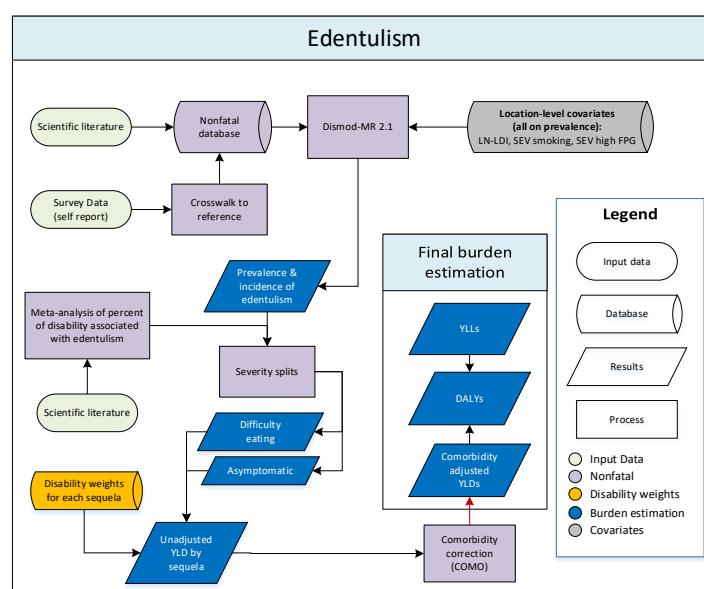 Edentulism
Scientific literature
Nonfatal
database
Dismod-MR 2.1
Location-level covariates
(all on prevalence):
LN-LDI, SEV smoking, SEV high FPG
Survey Data
(self report)
Crosswalk to
reference
Prevalence &
incidence of
edentulism
Meta-analysis of percent
of disability associated
with edentulism
Severity splits
Scientific literature
Difficulty
eating
Asymptomatic
Disability weights
for each sequela
Unadjusted
YLD by
sequela
Comorbidity
correction
(COMO)
Final burden
estimation
YLLs
DALYs
Comorbidity
adjusted
YLDs
Legend
Input data
Database
Results
Process
Input Data
Nonfatal
Disability weights
Burden estimation
Covariates